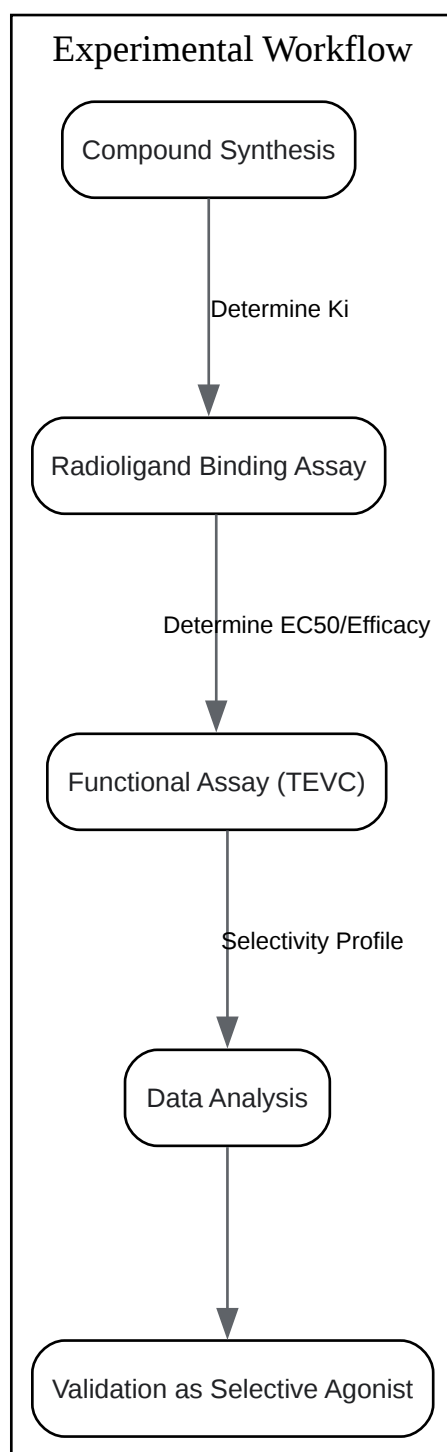 Experimental Workflow
Compound Synthesis
Determine Ki
Radioligand Binding Assay
Determine EC50/Efficacy
Functional Assay (TEVC)
Selectivity Profile
Data Analysis
Validation as Selective Agonist